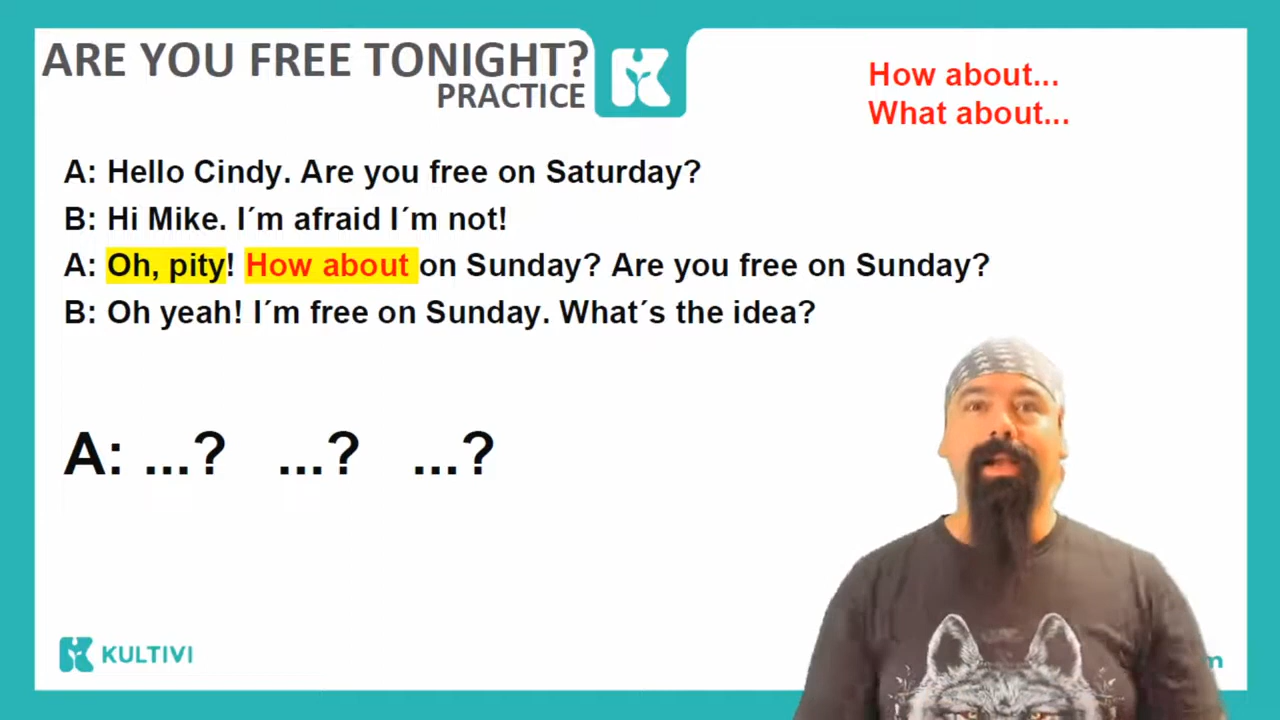 ARE YOU FREE TONIGHT?
PRACTICE
How about...
What about...
A: Hello Cindy. Are you free on Saturday?
B: Hi Mike. I´m afraid I´m not!
A: Oh, pity! How about on Sunday? Are you free on Sunday?
B: Oh yeah! I´m free on Sunday. What´s the idea?
A: ...? ...? ...?
KULTIVI